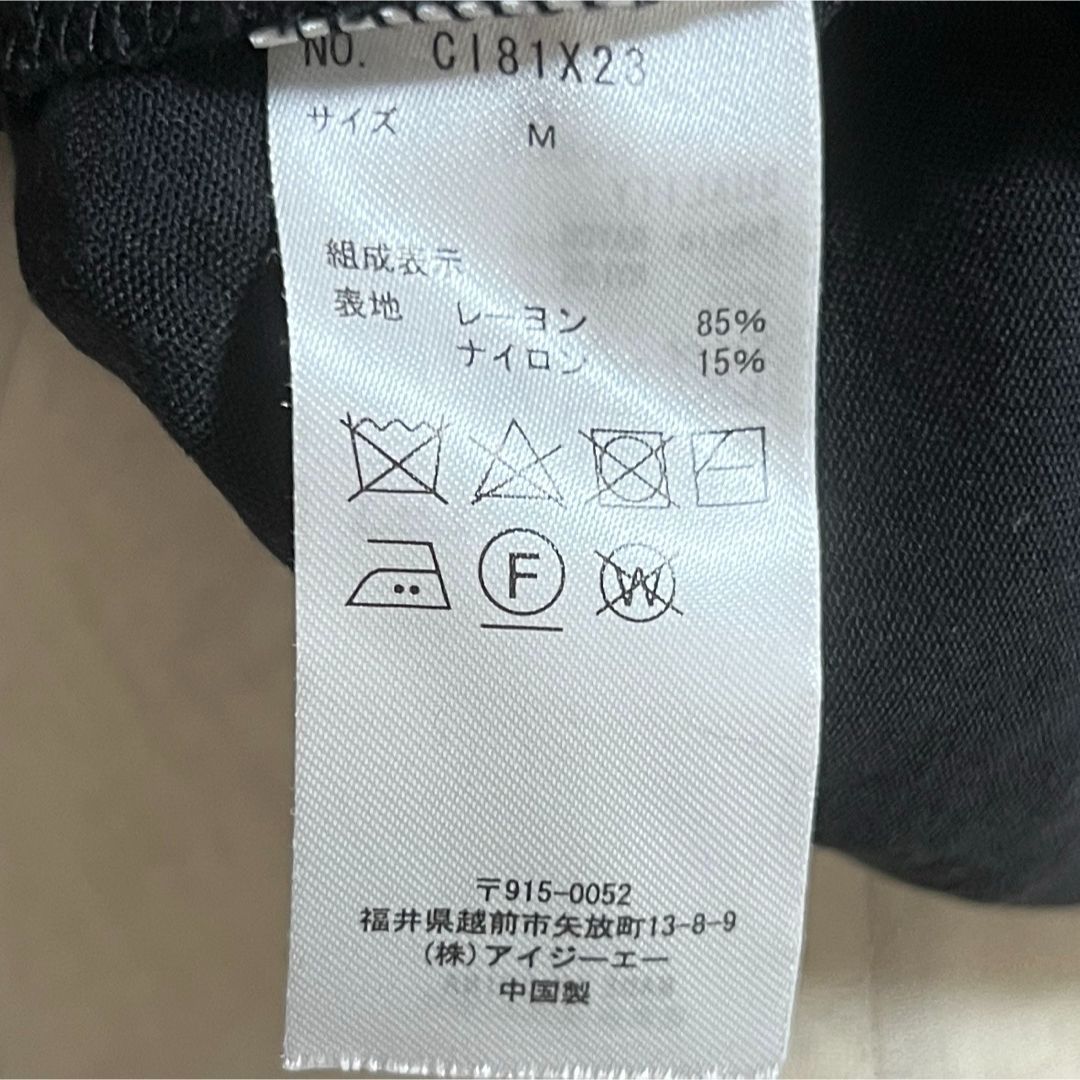 NO. CI81X23
サイズ M
組成表示
表地 レーヨン 85%
ナイロン 15%
F W
〒915-0052
福井県越前市矢放町13-8-9
(株)アイジーエー
中国製